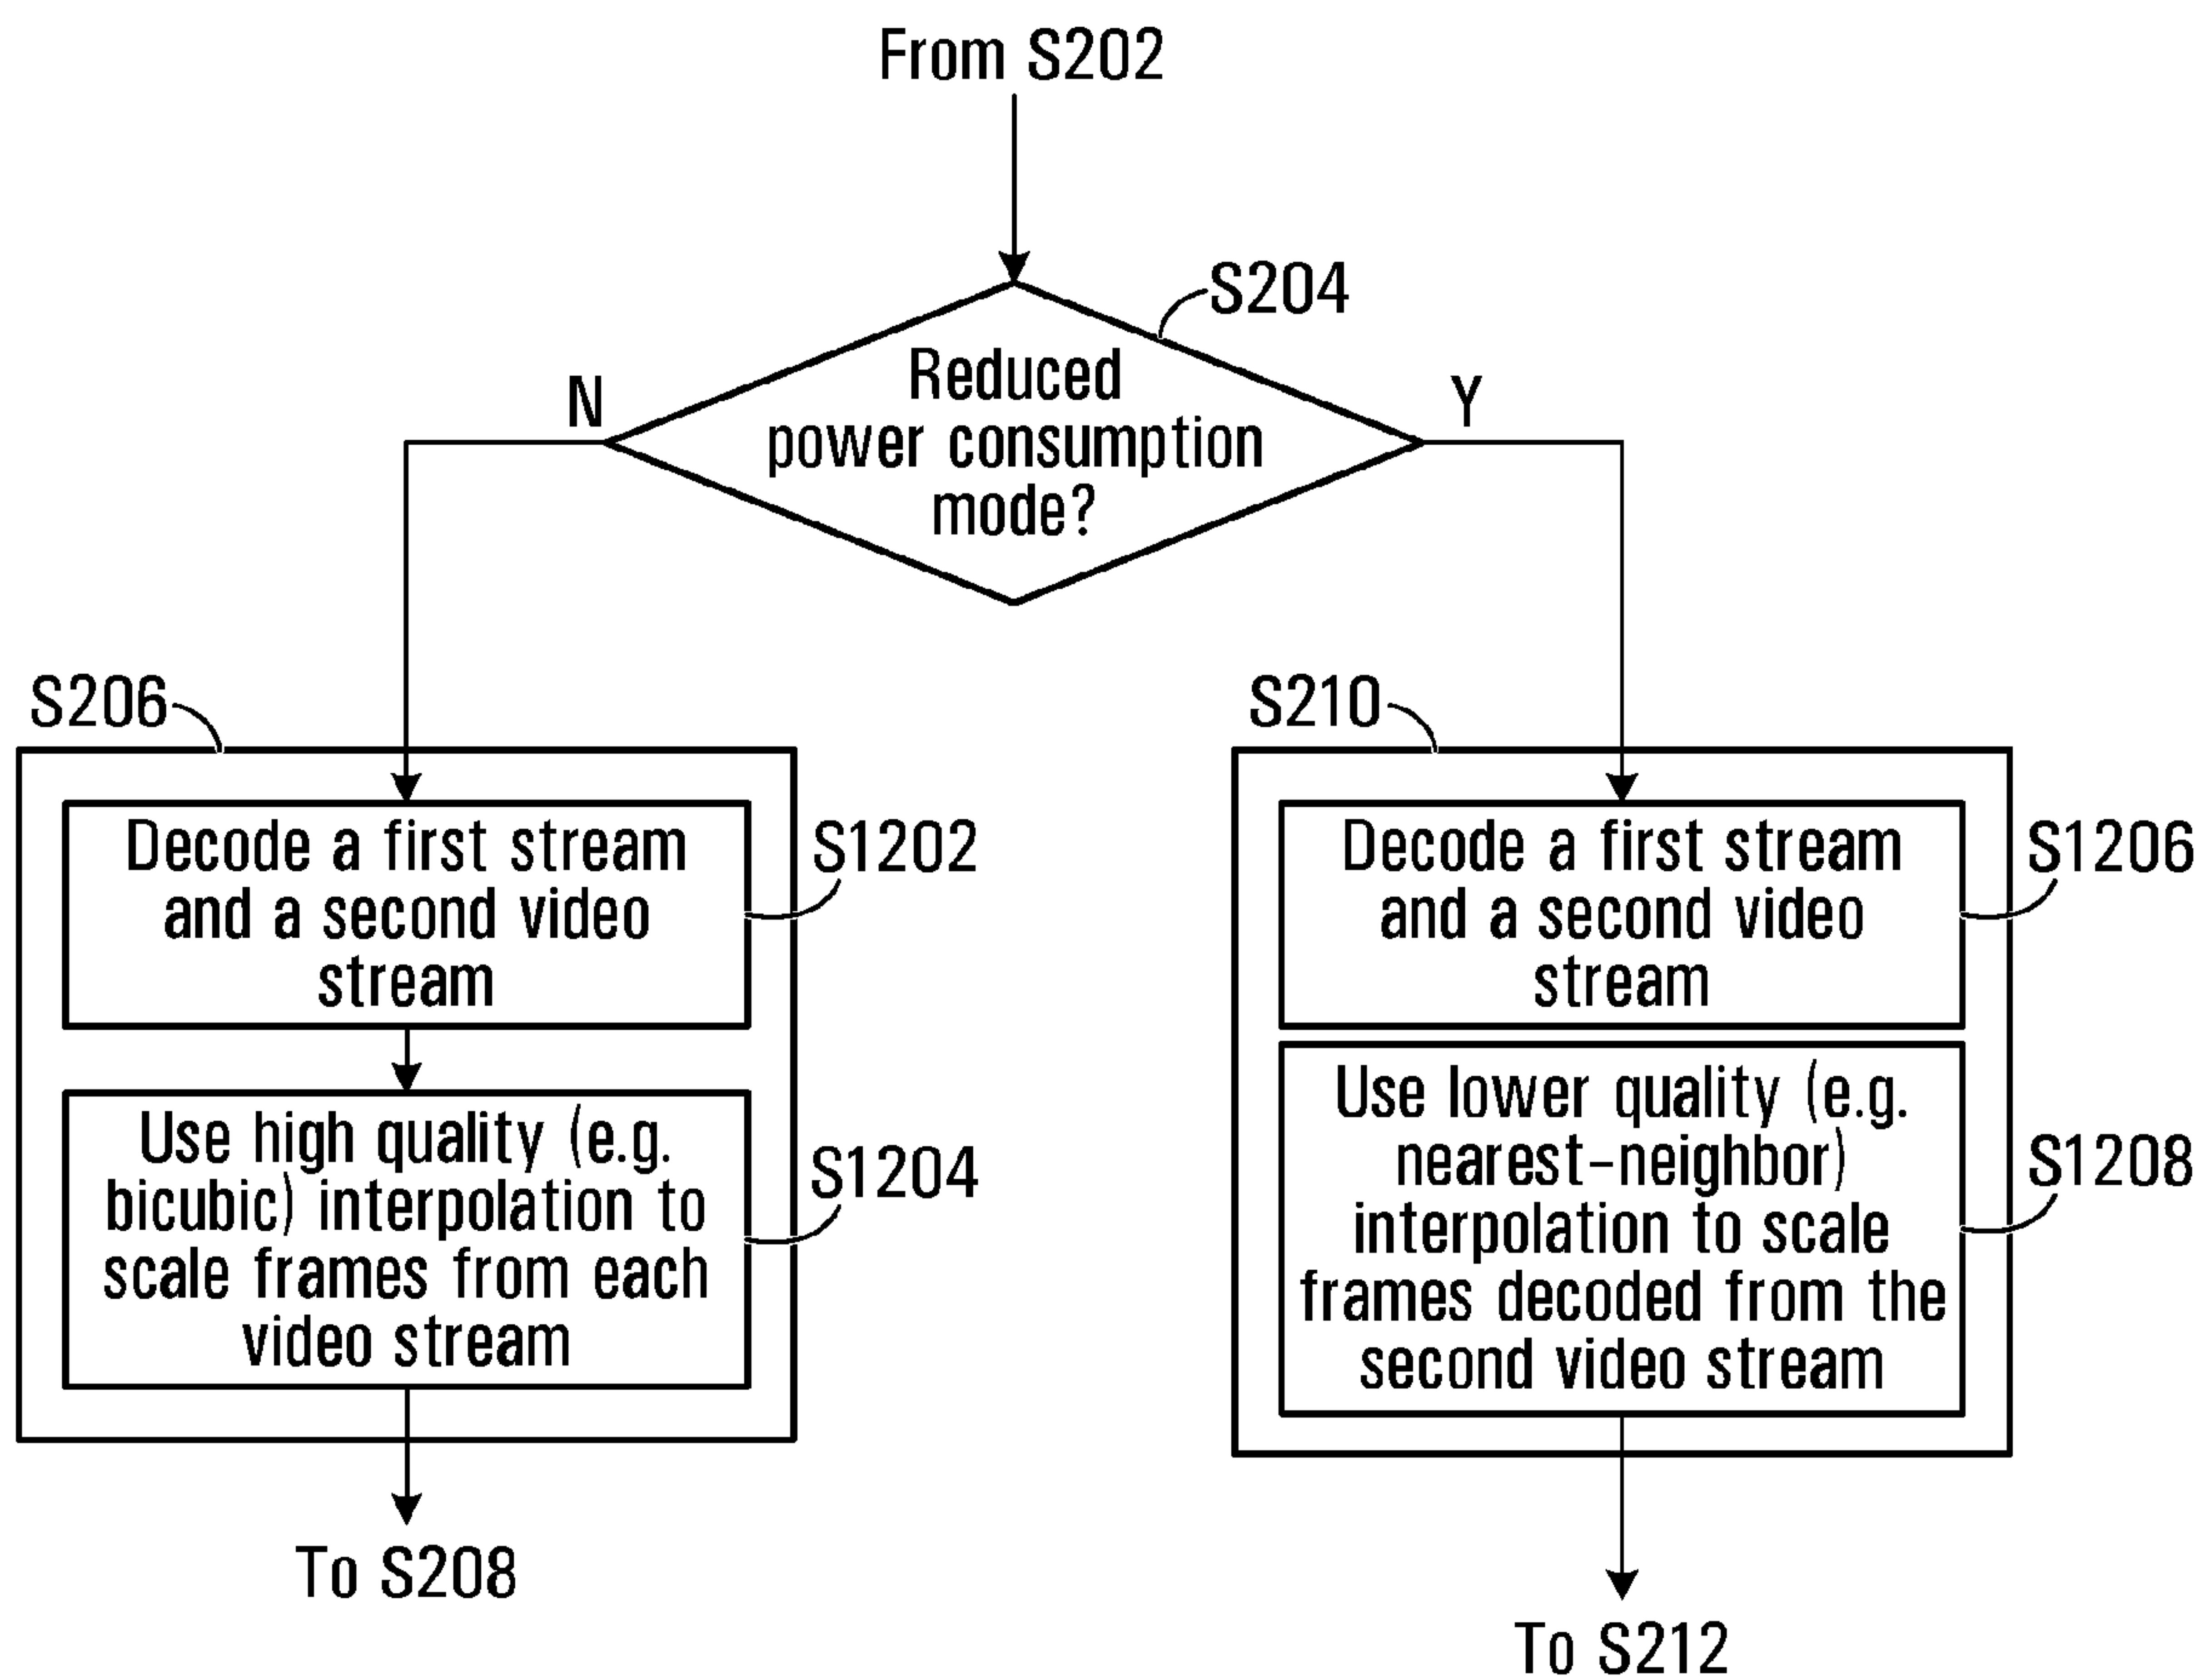 From S202
S204
Reduced
power consumption
mode?
N
Y
S206
Decode a first stream
and a second video
stream
S1202
Use high quality (e.g.
bicubic) interpolation to
scale frames from each
video stream
S1204
To S208
S210
Decode a first stream
and a second video
stream
S1206
Use lower quality (e.g.
nearest-neighbor)
interpolation to scale
frames decoded from the
second video stream
S1208
To S212